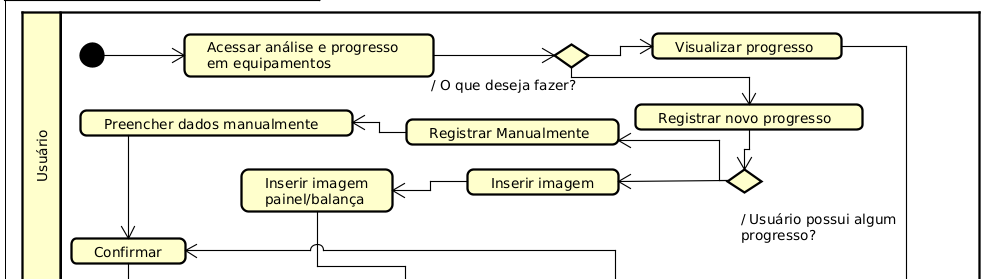 Usuário
Acessar análise e progresso
em equipamentos
/ O que deseja fazer?
Visualizar progresso
Registrar novo progresso
Preencher dados manualmente
Registrar Manualmente
Inserir imagem
painel/balança
Inserir imagem
/ Usuário possui algum
progresso?
Confirmar